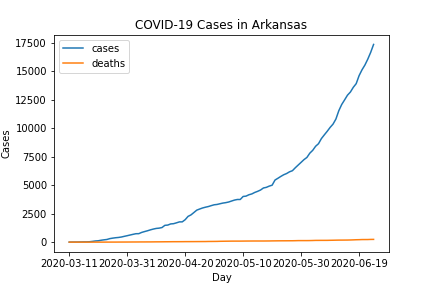 COVID-19 Cases in Arkansas
cases
deaths
17500
15000
12500
10000
7500
5000
2500
0
Cases
2020-03-11 2020-03-31 2020-04-20 2020-05-10 2020-05-30 2020-06-19
Day